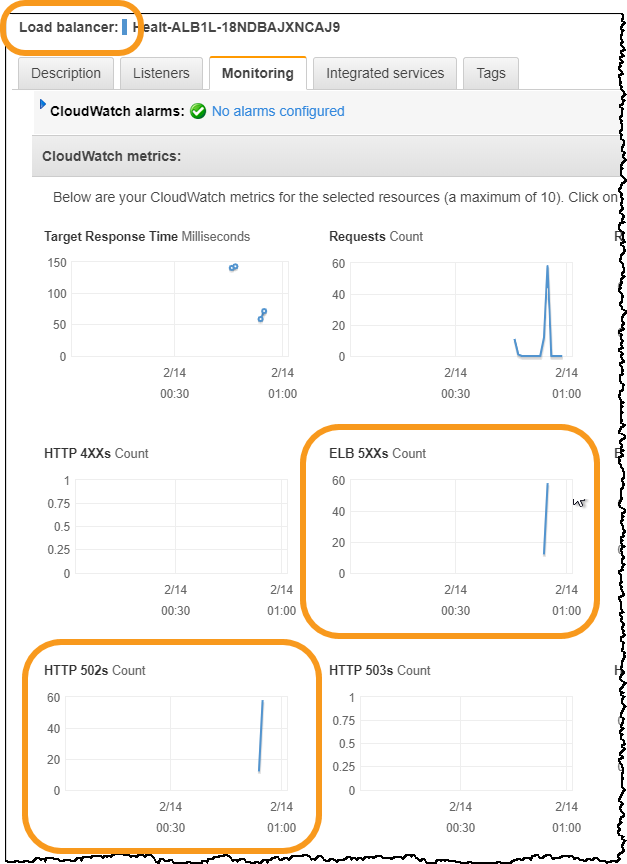 Load balancer: Healt-ALB1L-18NDBAJXNCAJ9
Description Listeners Monitoring Integrated services Tags
CloudWatch alarms: No alarms configured
CloudWatch metrics:
Below are your CloudWatch metrics for the selected resources (a maximum of 10). Click on
Target Response Time Milliseconds Requests Count
150 60
100 40
50 20
0 0
2/14 2/14 2/14 2/14
00:30 01:00 00:30 01:00
HTTP 4XXs Count ELB 5XXs Count
1 60
0.75 40
0.5 20
0.25 0
0
2/14 2/14 2/14 2/14
00:30 01:00 00:30 01:00
HTTP 502s Count HTTP 503s Count
60 1
40 0.75
20 0.5
0 0.25
0
2/14 2/14 2/14 2/14
00:30 01:00 00:30 01:00